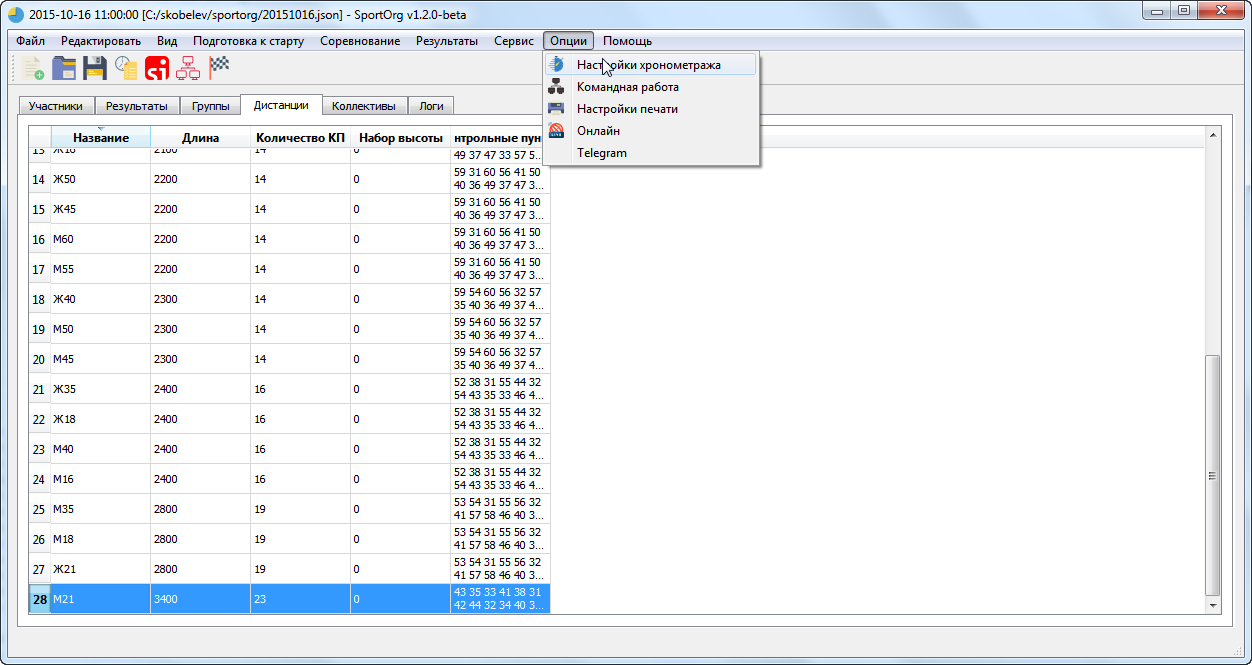 2015-10-16 11:00:00 [C:/skobelev/sportorg/20151016.json] - SportOrg v1.2.0-beta
Файл Редактировать Вид Подготовка к старту Соревнование Результаты Сервис Опции Помощь
Настройки хронометража
Командная работа
Настройки печати
Онлайн
Telegram
Участники Результаты Группы Дистанции Коллективы Логи
Название Длина Количество КП Набор высоты нтрольные пун
13 Ж16 2100 14 0 49 37 47 33 57 5...
14 Ж50 2200 14 0 59 31 60 56 41 50
40 36 49 37 47 3...
15 Ж45 2200 14 0 59 31 60 56 41 50
40 36 49 37 47 3...
16 М60 2200 14 0 59 31 60 56 41 50
40 36 49 37 47 3...
17 М55 2200 14 0 59 31 60 56 41 50
40 36 49 37 47 3...
18 Ж40 2300 14 0 59 54 60 56 32 57
35 40 36 49 37 4...
19 М50 2300 14 0 59 54 60 56 32 57
35 40 36 49 37 4...
20 М45 2300 14 0 59 54 60 56 32 57
35 40 36 49 37 4...
21 Ж35 2400 16 0 52 38 31 55 44 32
54 43 35 33 46 4...
22 Ж18 2400 16 0 52 38 31 55 44 32
54 43 35 33 46 4...
23 М40 2400 16 0 52 38 31 55 44 32
54 43 35 33 46 4...
24 М16 2400 16 0 52 38 31 55 44 32
54 43 35 33 46 4...
25 М35 2800 19 0 53 54 31 55 56 32
41 57 58 46 40 3...
26 М18 2800 19 0 53 54 31 55 56 32
41 57 58 46 40 3...
27 Ж21 2800 19 0 53 54 31 55 56 32
41 57 58 46 40 3...
28 М21 3400 23 0 43 35 33 41 38 31
42 44 32 34 40 3...